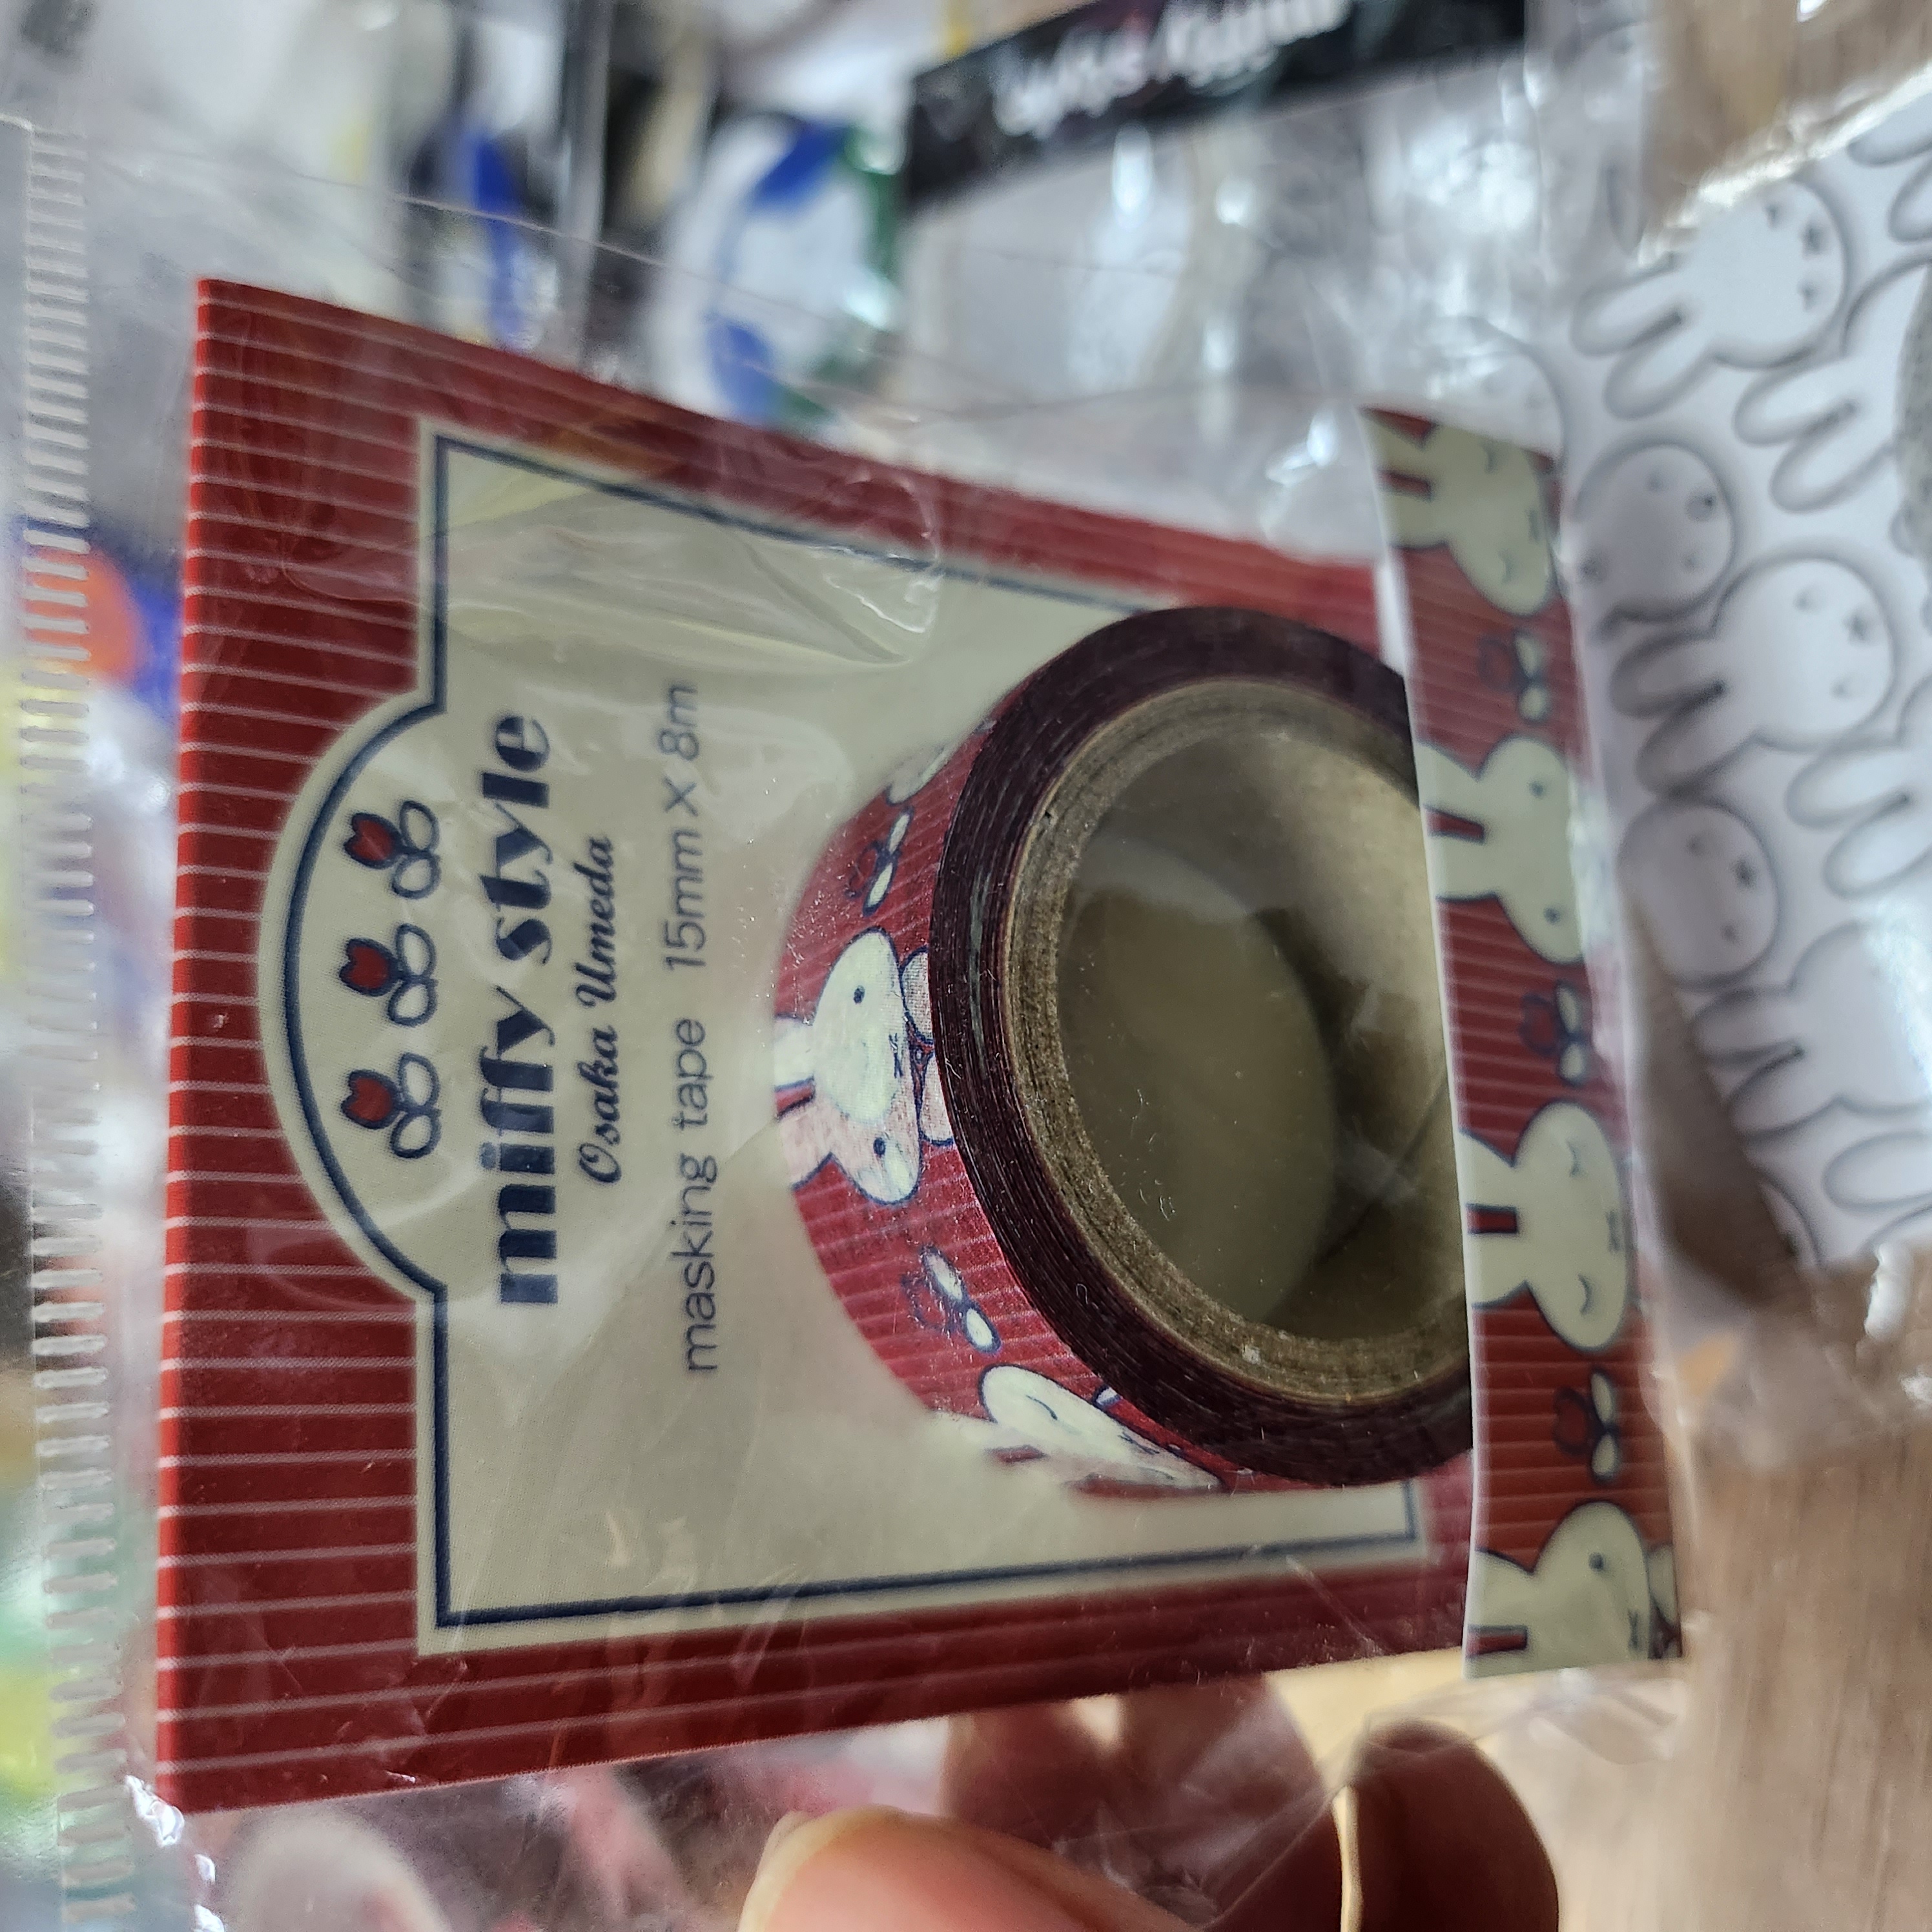 miffy style
Osaka Umeda
masking tape 15mm X 8m